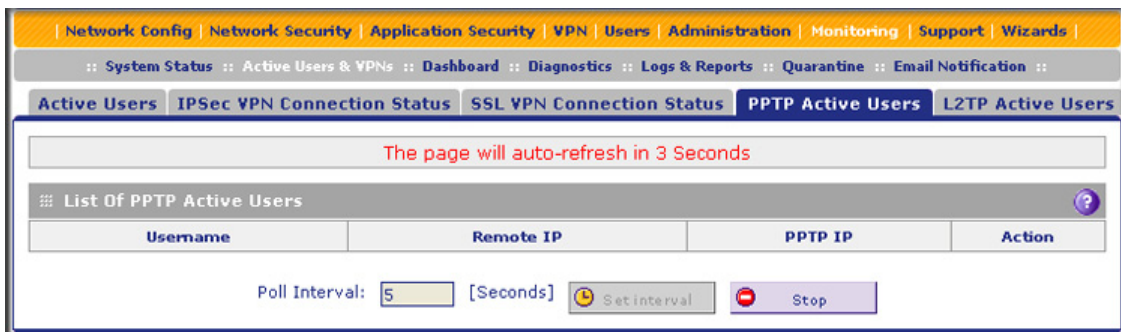 | Network Config | Network Security | Application Security | VPN | Users | Administration | Monitoring | Support | Wizards |
:: System Status :: Active Users & VPNs :: Dashboard :: Diagnostics :: Logs & Reports :: Quarantine :: Email Notification ::
Active Users IPSec VPN Connection Status SSL VPN Connection Status PPTP Active Users L2TP Active Users
The page will auto-refresh in 3 Seconds
List Of PPTP Active Users ?
Username Remote IP PPTP IP Action
Poll Interval: 5 [Seconds] Set interval Stop